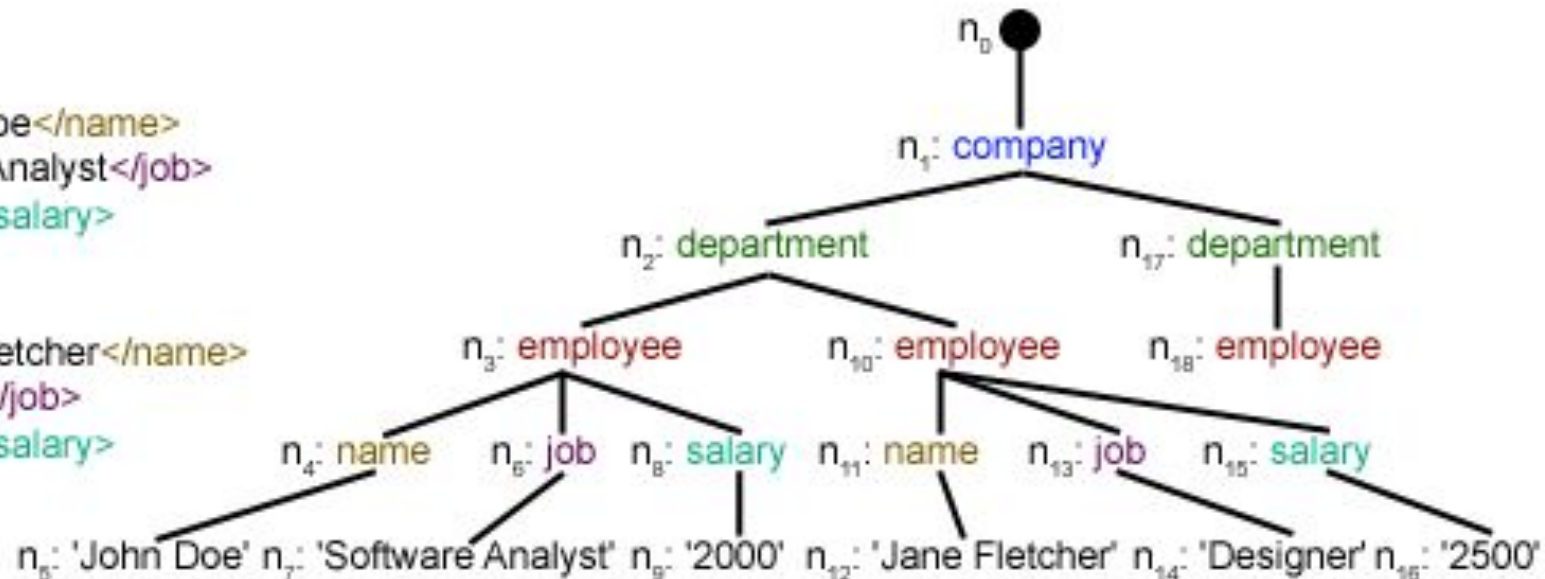 n₀
oe</name>
n₁: company
Analyst</job>
salary>
n₂: department n₁₇: department
etcher</name>
n₃: employee n₁₀: employee n₁₈: employee
/job>
salary>
n₄: name n₆: job n₈: salary n₁₁: name n₁₃: job n₁₅: salary
n₅: 'John Doe' n₇: 'Software Analyst' n₉: '2000' n₁₂: 'Jane Fletcher' n₁₄: 'Designer' n₁₆: '2500'